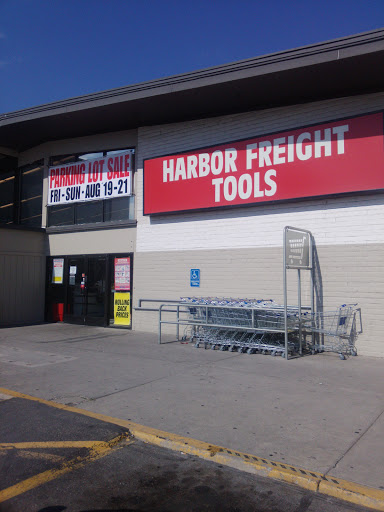 PARKING LOT SALE
FRI-SUN-AUG 19-21
HARBOR FREIGHT
TOOLS
ROLLING
BACK
PRICES